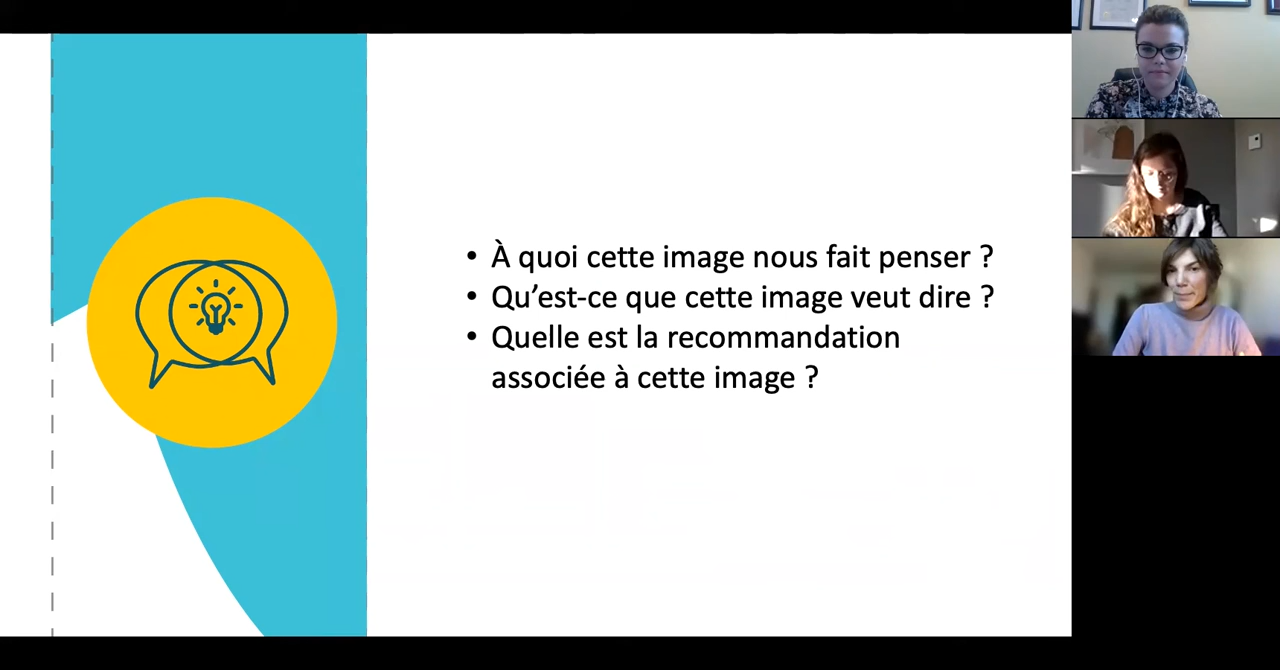 • À quoi cette image nous fait penser ?
• Qu’est-ce que cette image veut dire ?
• Quelle est la recommandation
associée à cette image ?